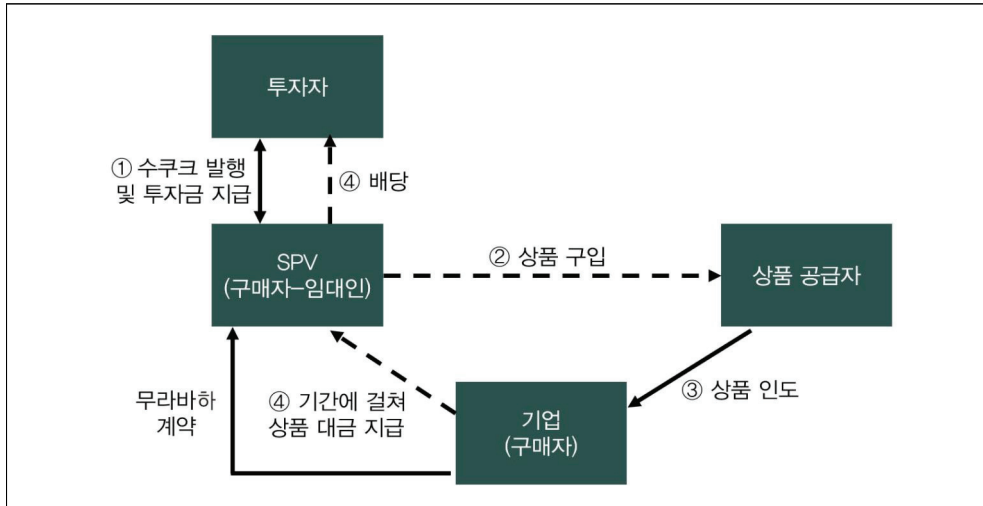 투자자
① 수쿠크 발행
및 투자금 지급
④ 배당
SPV
(구매자–임대인)
② 상품 구입
상품 공급자
무라바하
계약
④ 기간에 걸쳐
상품 대금 지급
③ 상품 인도
기업
(구매자)